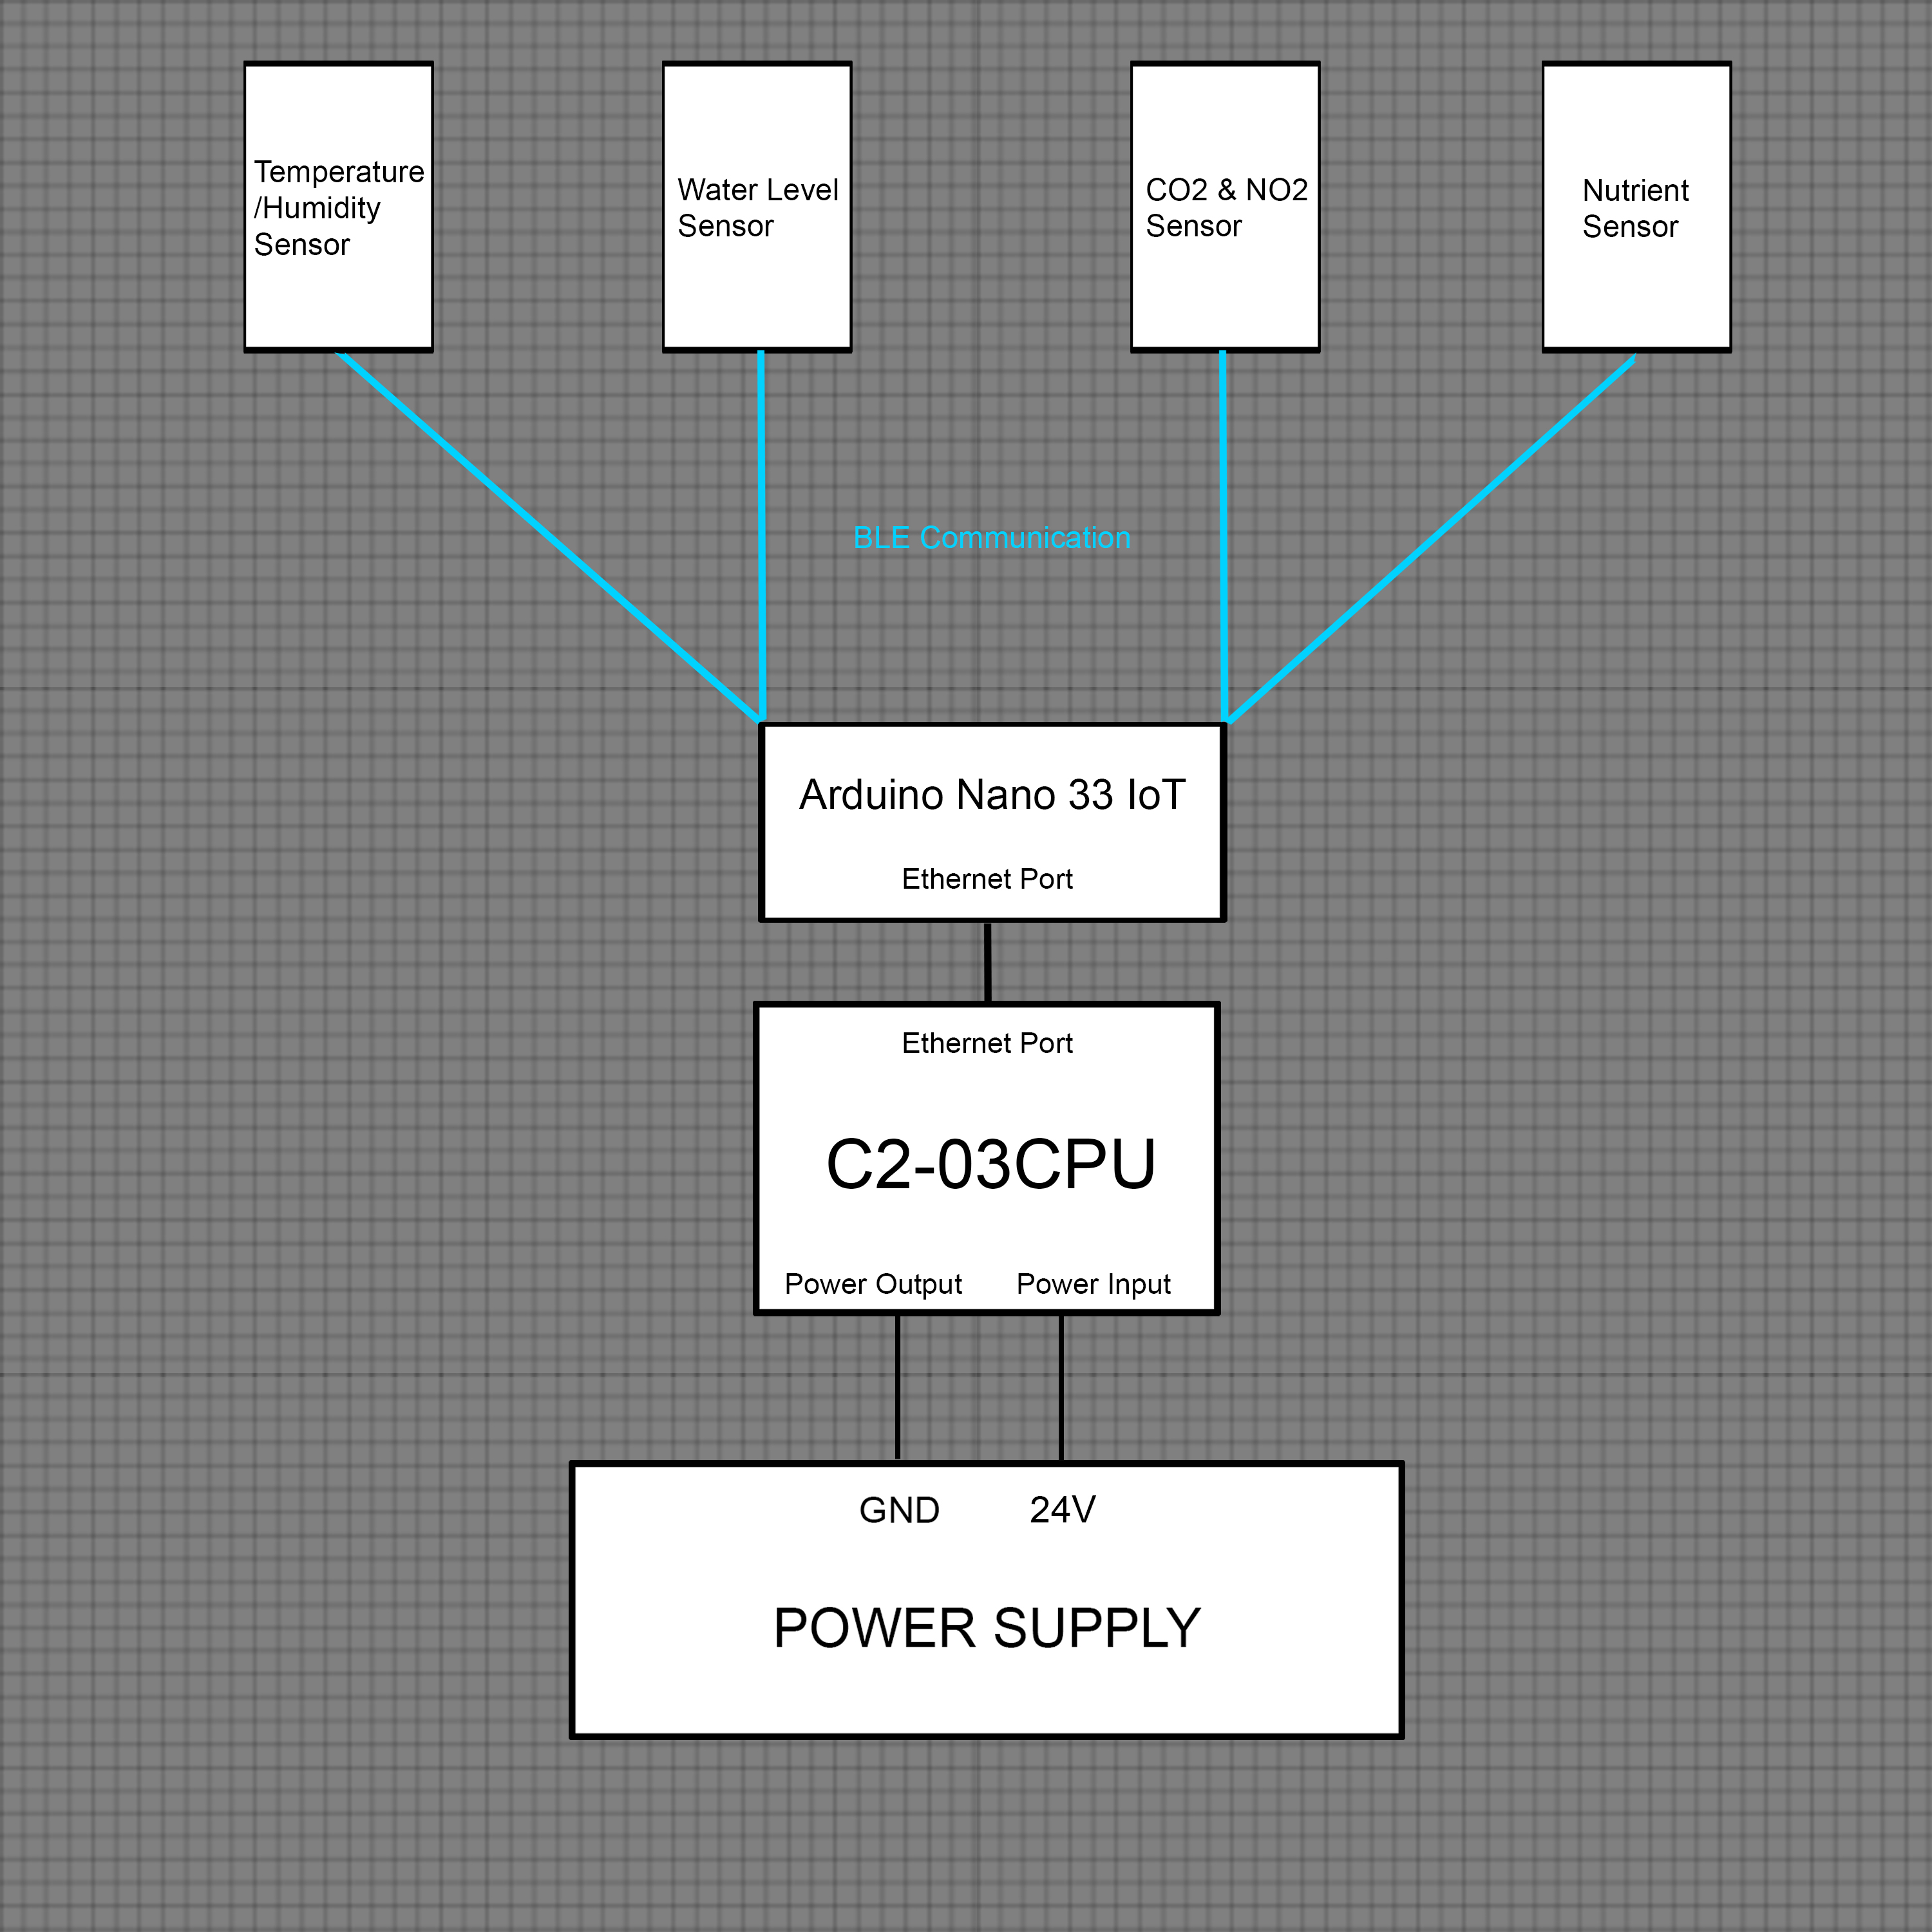 Temperature
/Humidity
Sensor
Water Level
Sensor
CO2 & NO2
Sensor
Nutrient
Sensor
BLE Communication
Arduino Nano 33 IoT
Ethernet Port
Ethernet Port
C2-03CPU
Power Output
Power Input
GND
24V
POWER SUPPLY